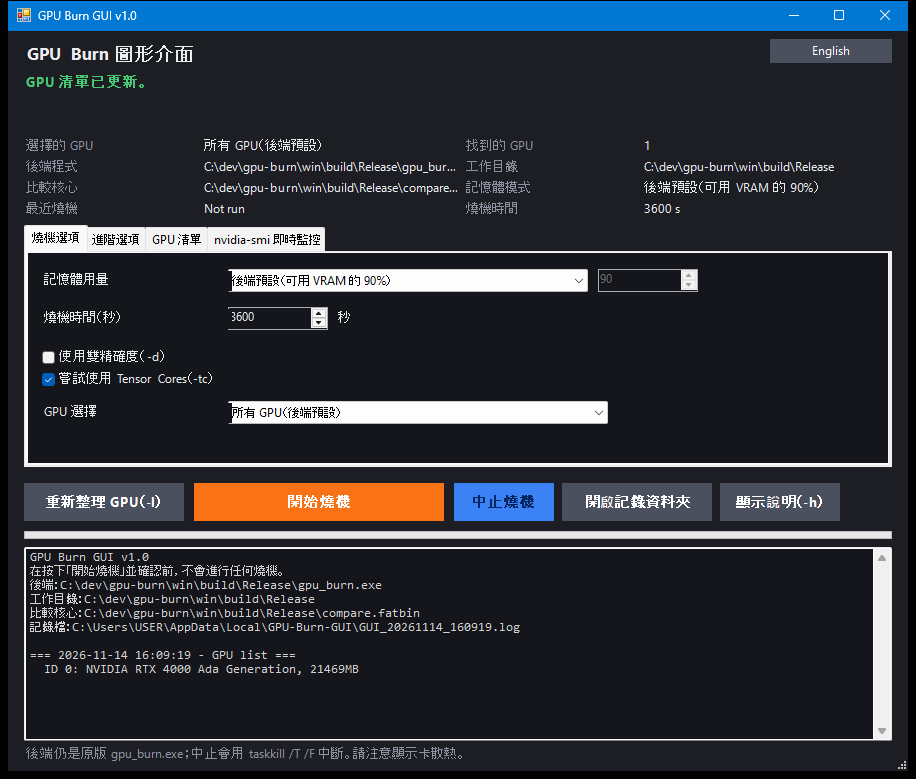 GPU Burn GUI v1.0
GPU Burn 圖形介面
English
GPU 清單已更新。
選擇的 GPU 所有 GPU(後端預設) 找到的 GPU 1
後端程式 C:\dev\gpu-burn\win\build\Release\gpu_bur... 工作目錄 C:\dev\gpu-burn\win\build\Release
比較核心 C:\dev\gpu-burn\win\build\Release\compare... 記憶體模式 後端預設(可用 VRAM 的 90%)
最近燒機 Not run 燒機時間 3600 s
燒機選項 進階選項 GPU 清單 nvidia-smi 即時監控
記憶體用量 後端預設(可用 VRAM 的 90%) 90
燒機時間(秒) 3600 秒
使用雙精確度(-d)
嘗試使用 Tensor Cores(-tc)
GPU 選擇 所有 GPU(後端預設)
重新整理 GPU(-l) 開始燒機 中止燒機 開啟記錄資料夾 顯示說明(-h)
GPU Burn GUI v1.0
在按下「開始燒機」並確認前,不會進行任何燒機。
後端:C:\dev\gpu-burn\win\build\Release\gpu_burn.exe
工作目錄:C:\dev\gpu-burn\win\build\Release
比較核心:C:\dev\gpu-burn\win\build\Release\compare.fatbin
記錄檔:C:\Users\USER\AppData\Local\GPU-Burn-GUI\GUI_20261114_160919.log
=== 2026-11-14 16:09:19 - GPU list ===
ID 0: NVIDIA RTX 4000 Ada Generation, 21469MB
後端仍是原版 gpu_burn.exe;中止會用 taskkill /T /F 中斷。請注意顯示卡散熱。